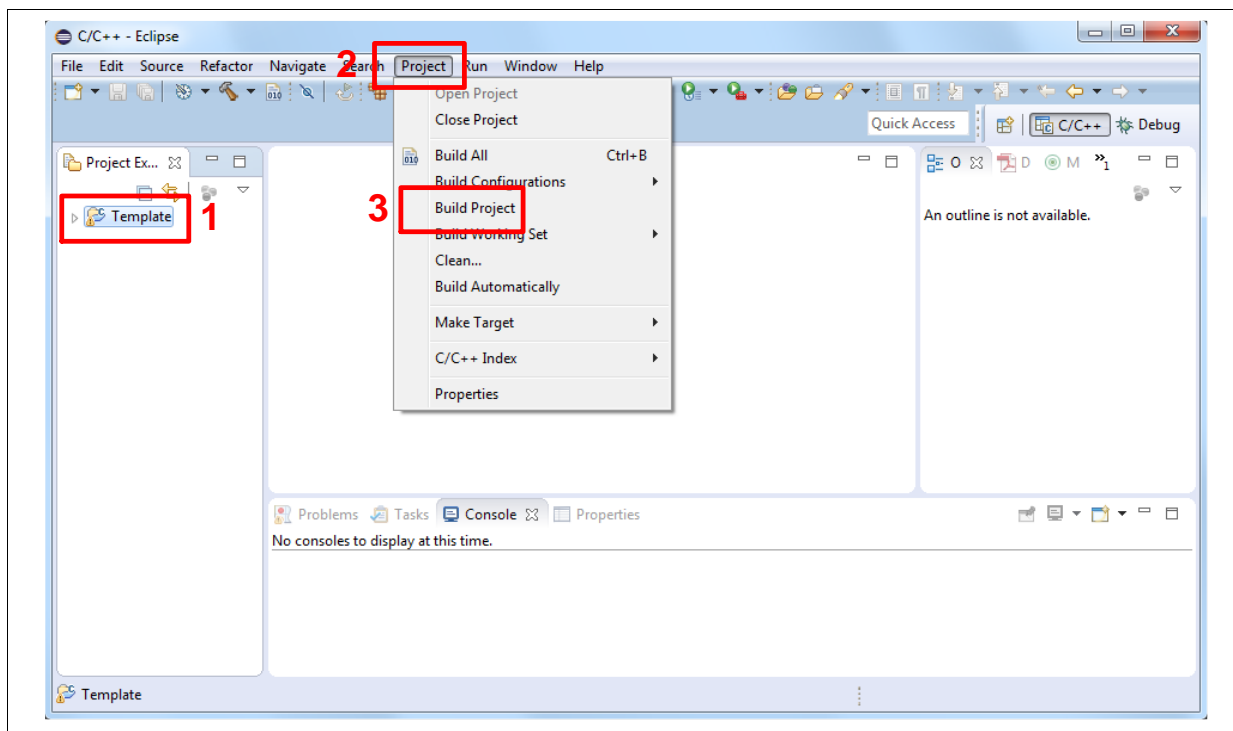 C/C++ - Eclipse
File Edit Source Refactor Navigate Search Project Run Window Help
2
Quick Access C/C++ Debug
Open Project
Close Project
Build All Ctrl+B
Build Configurations
Build Project
Build Working Set
Clean...
Build Automatically
Make Target
C/C++ Index
Properties
3
Project Ex...
Template
1
O D M »1
An outline is not available.
Problems Tasks Console Properties
No consoles to display at this time.
Template